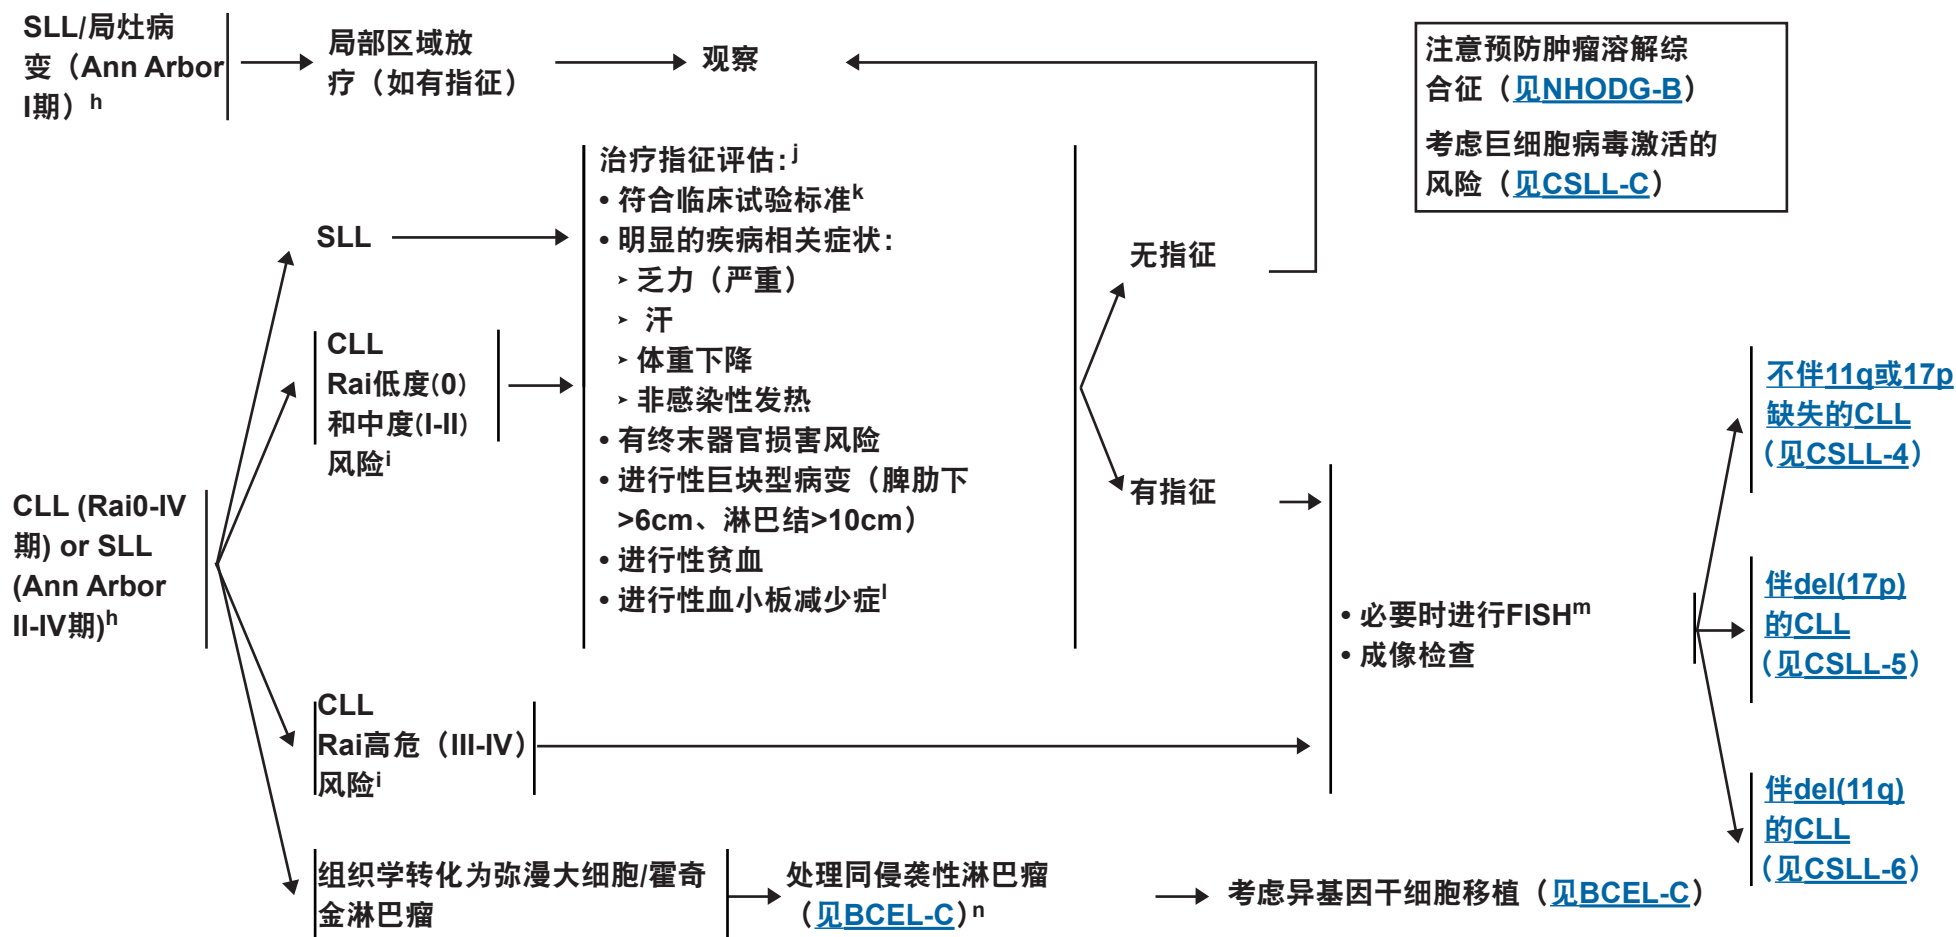 SLL/局灶病
变（Ann Arbor
I期）h
局部区域放
疗（如有指征）
观察
注意预防肿瘤溶解综
合征（见NHODG-B）
考虑巨细胞病毒激活的
风险（见CSLL-C）
CLL (Rai0-IV
期) or SLL
(Ann Arbor
II-IV期)h
SLL
CLL
Rai低度(0)
和中度(I-II)
风险i
治疗指征评估：j
• 符合临床试验标准k
• 明显的疾病相关症状：
➢ 乏力（严重）
➢ 汗
➢ 体重下降
➢ 非感染性发热
• 有终末器官损害风险
• 进行性巨块型病变（脾肋下
>6cm、淋巴结>10cm）
• 进行性贫血
• 进行性血小板减少症l
无指征
有指征
CLL
Rai高危（III-IV）
风险i
• 必要时进行FISHm
• 成像检查
不伴11q或17p
缺失的CLL
（见CSLL-4）
伴del(17p)
的CLL
（见CSLL-5）
伴del(11q)
的CLL
（见CSLL-6）
组织学转化为弥漫大细胞/霍奇
金淋巴瘤
处理同侵袭性淋巴瘤
（见BCEL-C）n
考虑异基因干细胞移植（见BCEL-C）